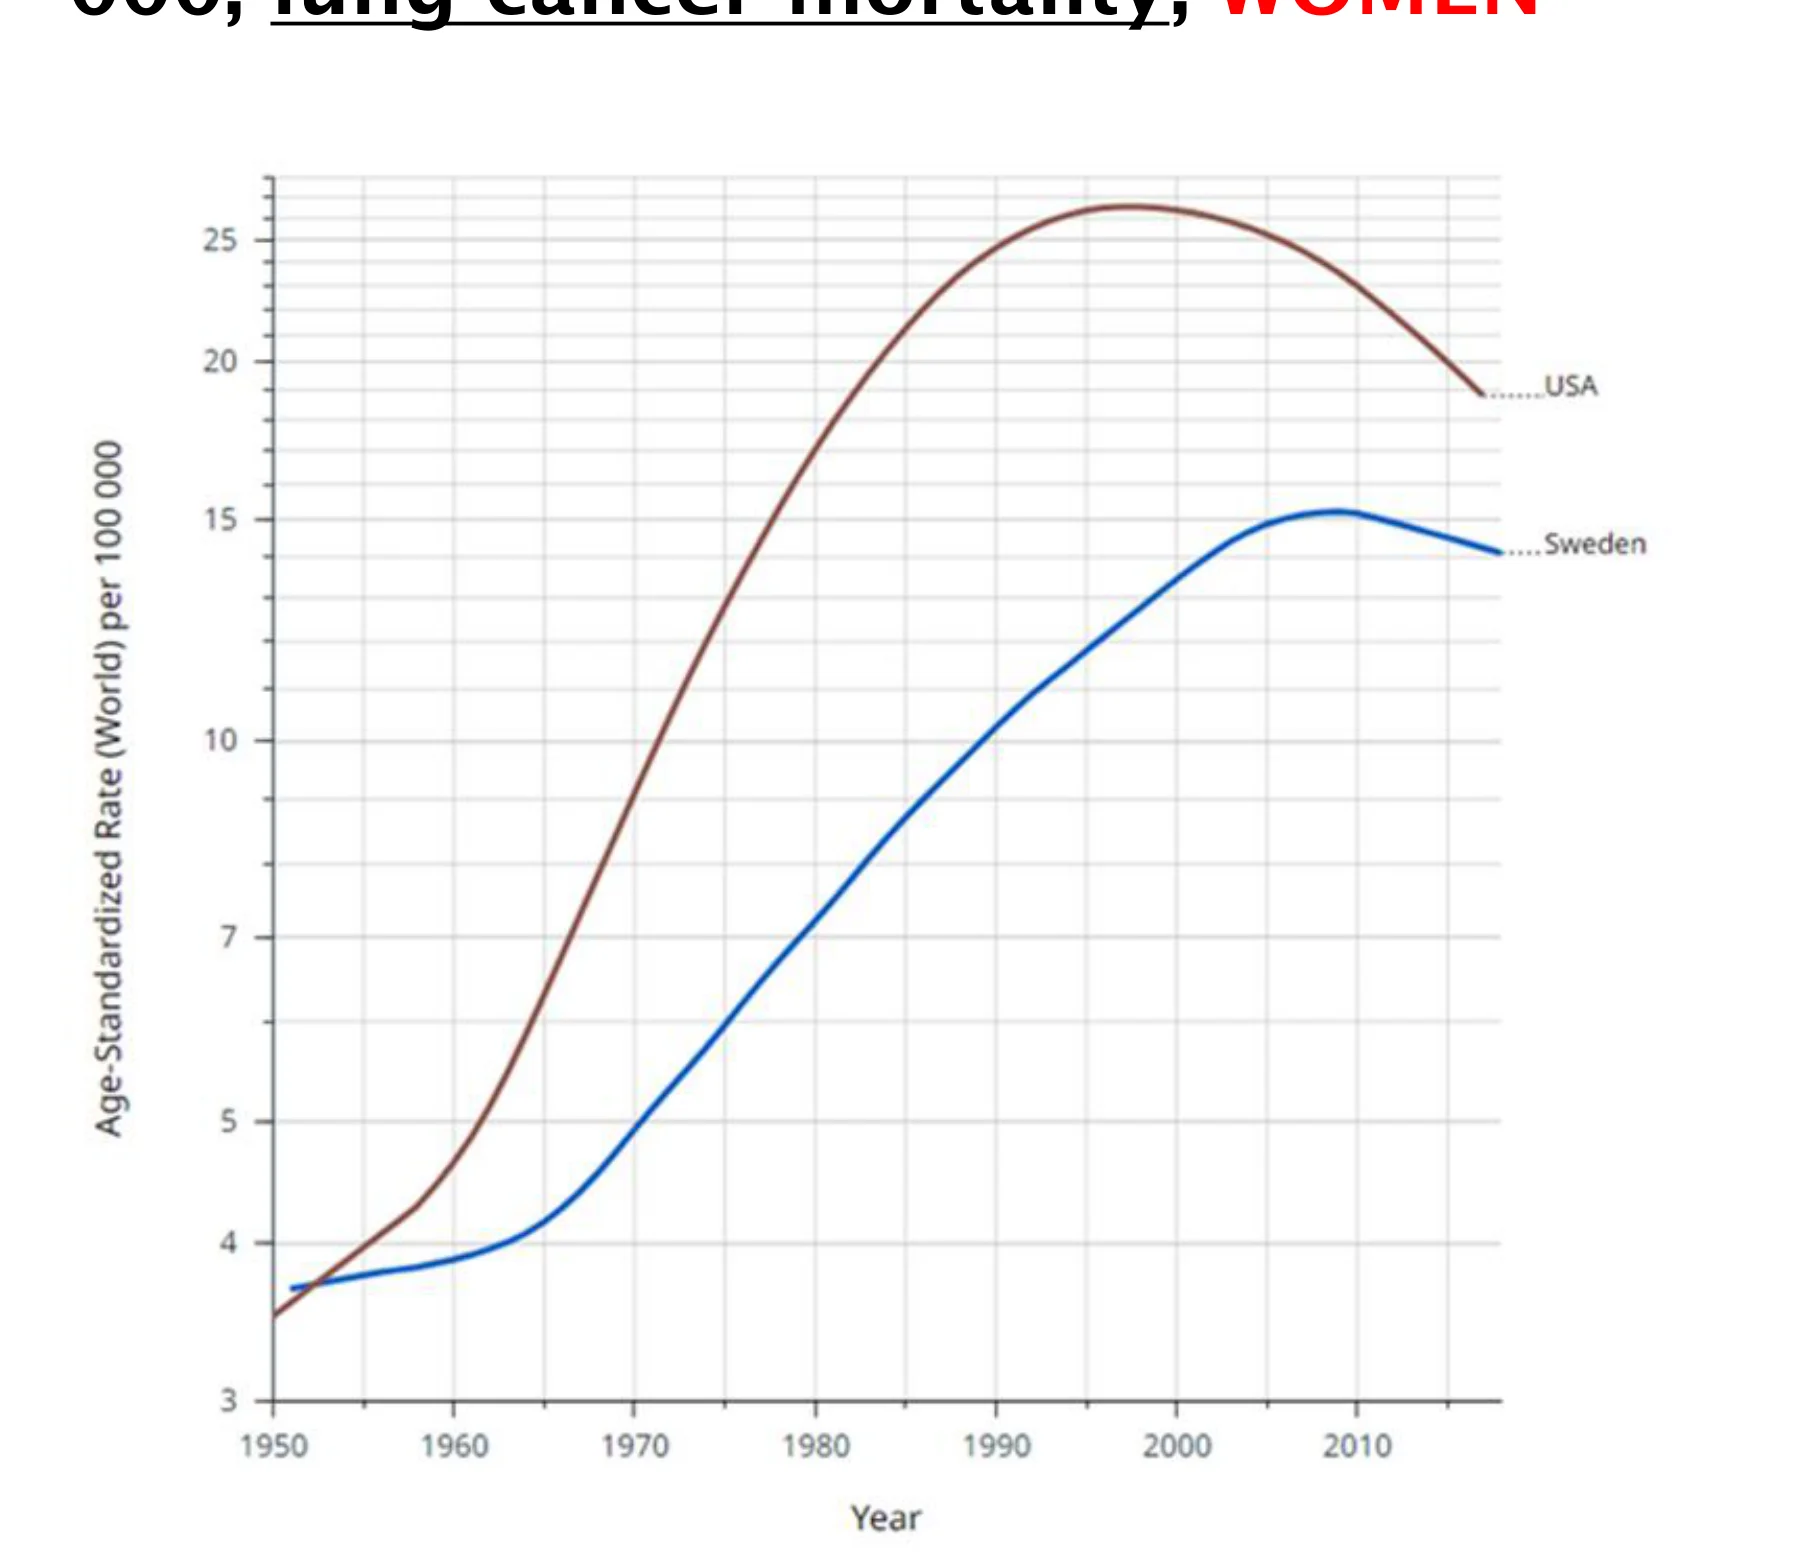 000, lung cancer mortality, WOMEN
25
20
15
10
7
5
4
3
Age-Standardized Rate (World) per 100 000
USA
Sweden
1950 1960 1970 1980 1990 2000 2010
Year